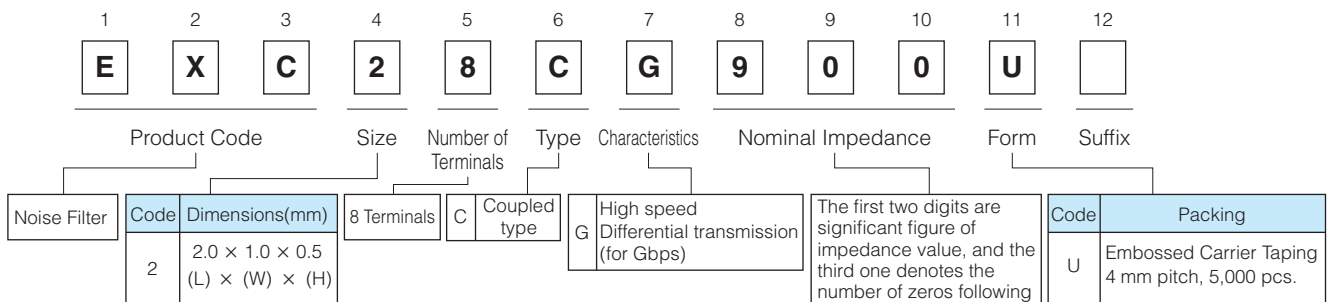 1 2 3 4 5 6 7 8 9 10 11 12
E X C 2 8 C G 9 0 0 U
Product Code Size Number of Terminals Type Characteristics Nominal Impedance Form Suffix
Noise Filter
Code Dimensions(mm)
2 2.0 × 1.0 × 0.5
(L) × (W) × (H)
8 Terminals
C Coupled
type
G High speed
Differential transmission
(for Gbps)
The first two digits are
significant figure of
impedance value, and the
third one denotes the
number of zeros following
Code Packing
U Embossed Carrier Taping
4 mm pitch, 5,000 pcs.